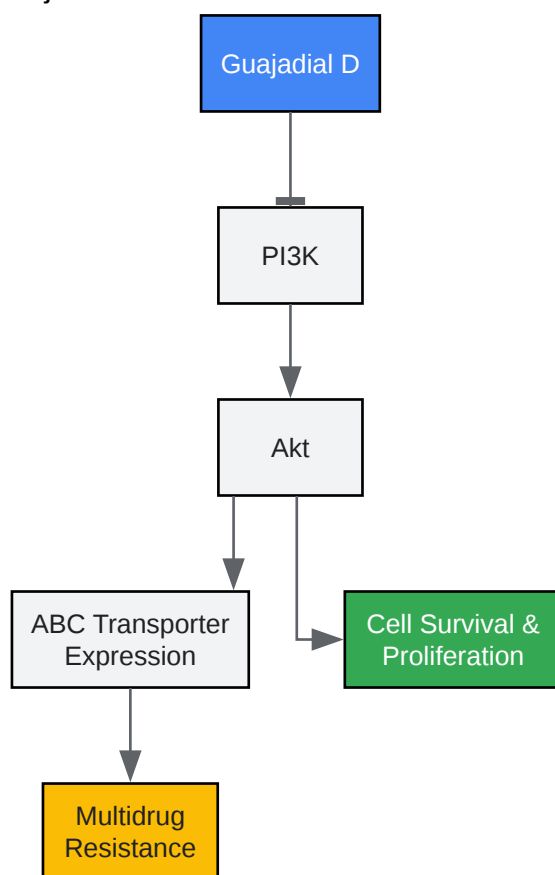 Guajadial D
PI3K
Akt
ABC Transporter
Expression
Cell Survival &
Proliferation
Multidrug
Resistance